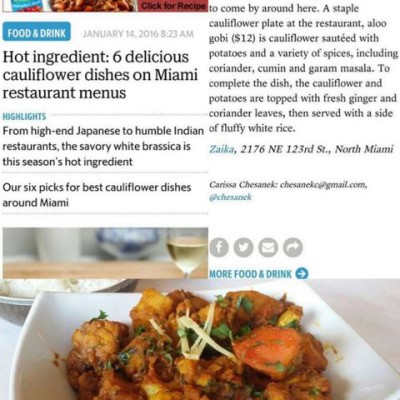 Click for Recipe
FOOD & DRINK
JANUARY 14, 2016 8:23 AM
Hot ingredient: 6 delicious
cauliflower dishes on Miami
restaurant menus
HIGHLIGHTS
From high-end Japanese to humble Indian
restaurants, the savory white brassica is
this season's hot ingredient
Our six picks for best cauliflower dishes
around Miami
to come by around here. A staple
cauliflower plate at the restaurant, aloo
gobi ($12) is cauliflower sautéed with
potatoes and a variety of spices, including
coriander, cumin and garam masala. To
complete the dish, the cauliflower and
potatoes are topped with fresh ginger and
coriander leaves, then served with a side
of fluffy white rice.
Zaika, 2176 NE 123rd St., North Miami
Carissa Chesanek: chesanekc@gmail.com,
@chesanek
MORE FOOD & DRINK